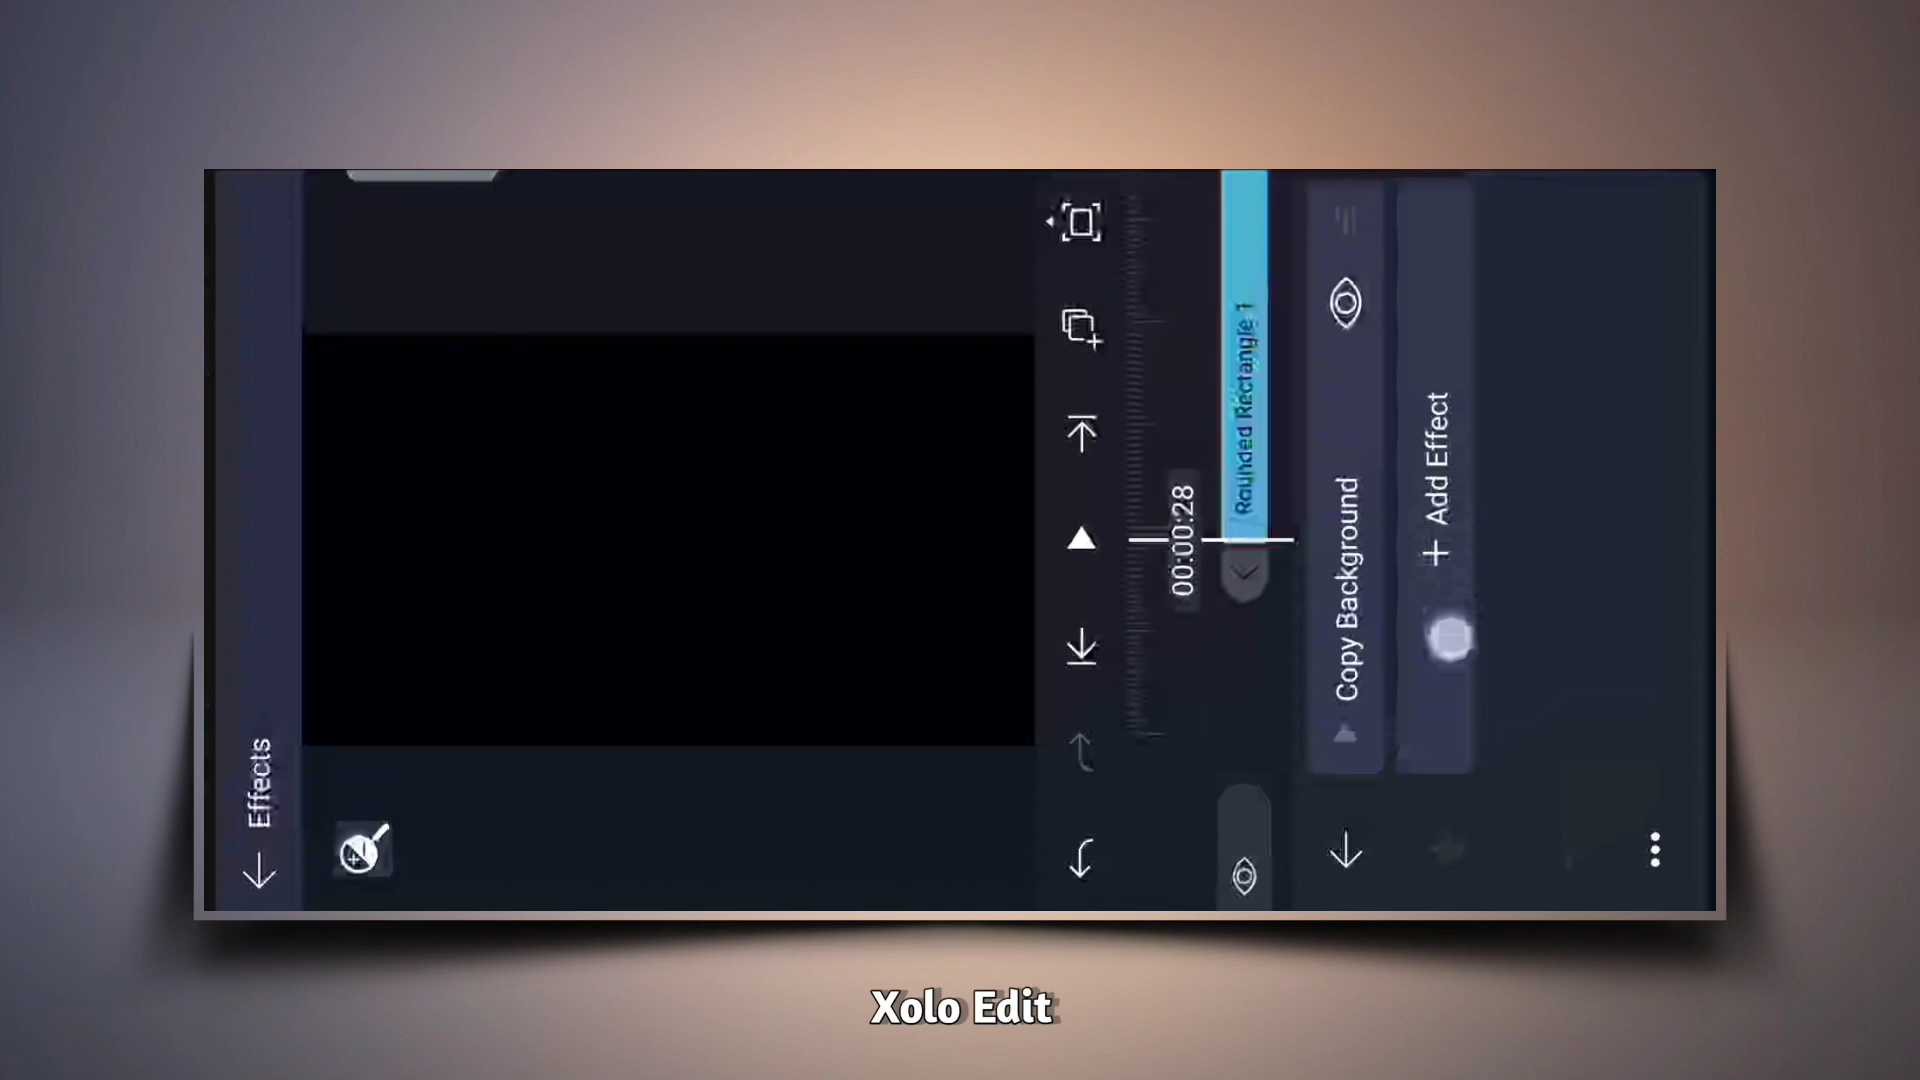 Effects
00:00:28
Rounded Rectangle 1
Copy Background
+ Add Effect
Xolo Edit